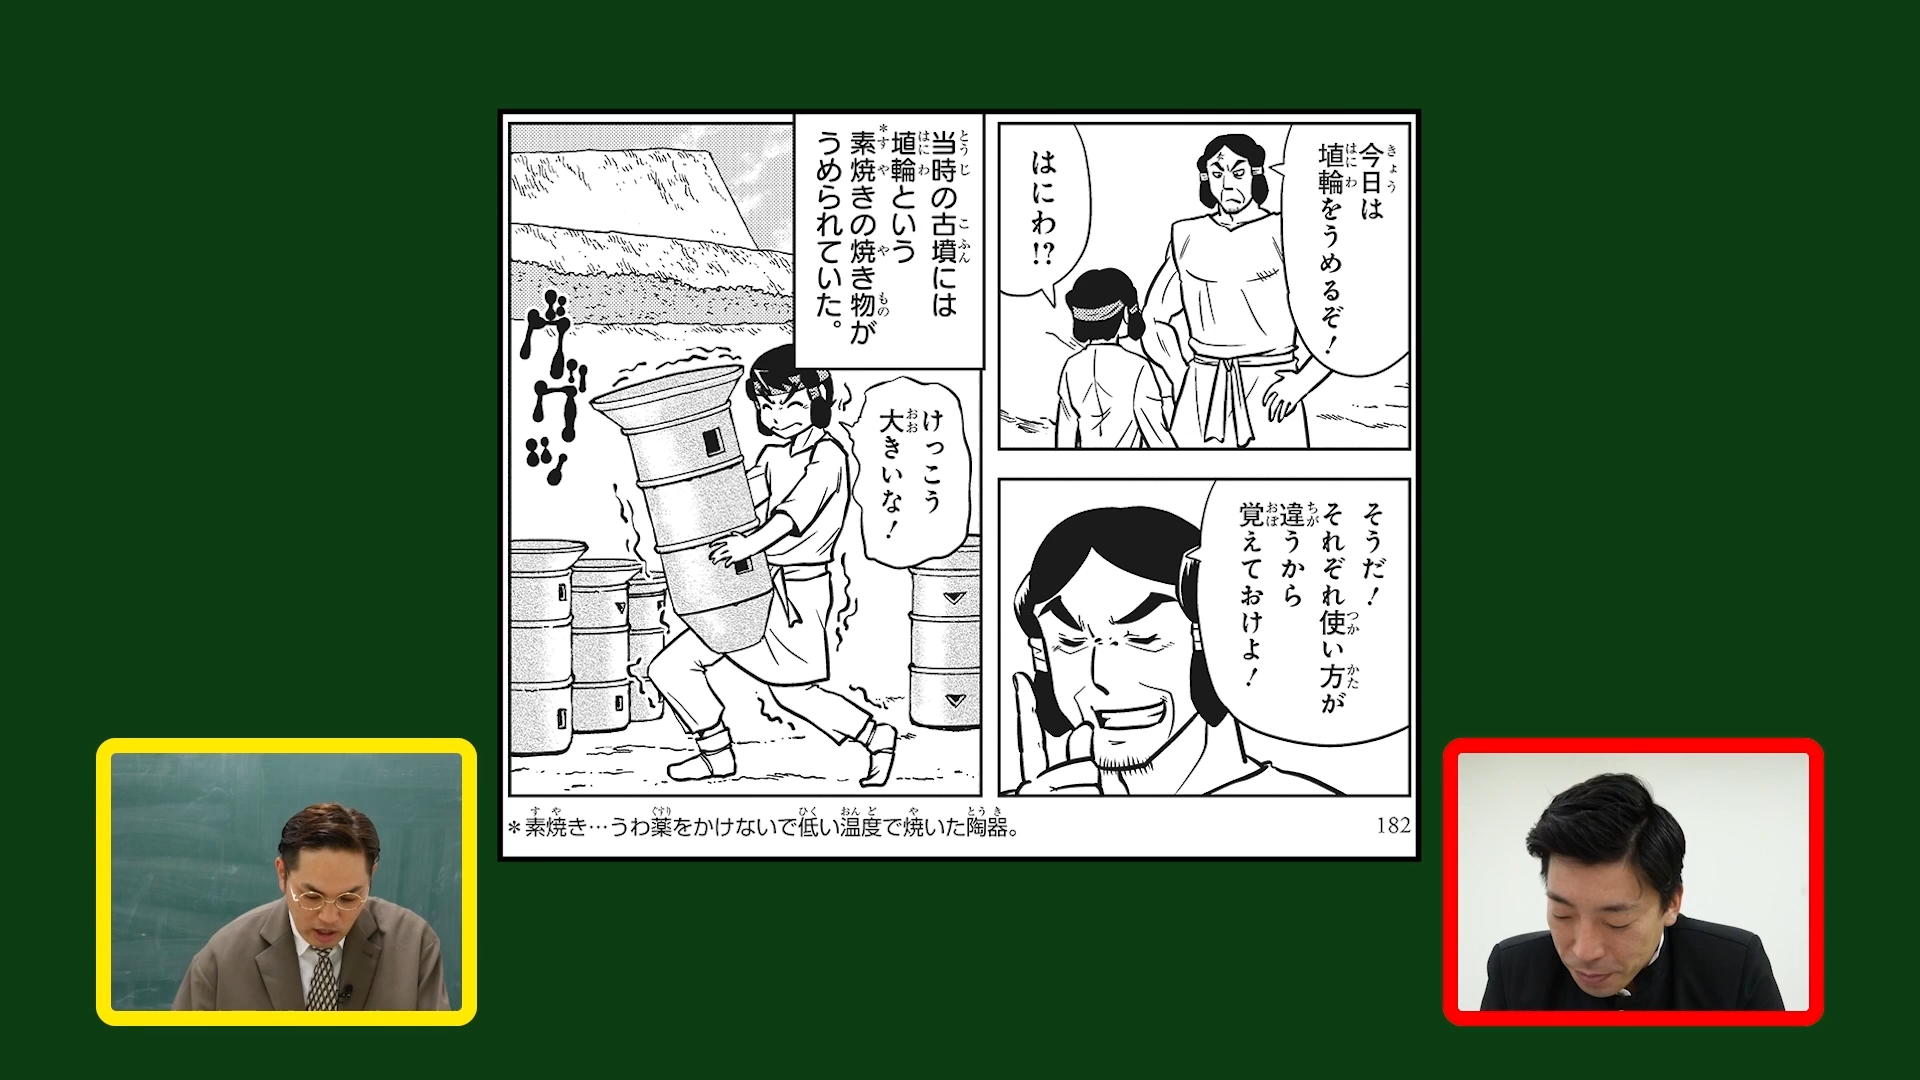 今日は
埴輪をうめるぞ！
はにわ!?
そうだ！
それぞれ使い方が
違うから
覚えておけよ！
当時の古墳には
埴輪という
*素焼きの焼き物が
うめられていた。
けっこう
大きいな！
ググッ
*素焼き…うわ薬をかけないで低い温度で焼いた陶器。
182